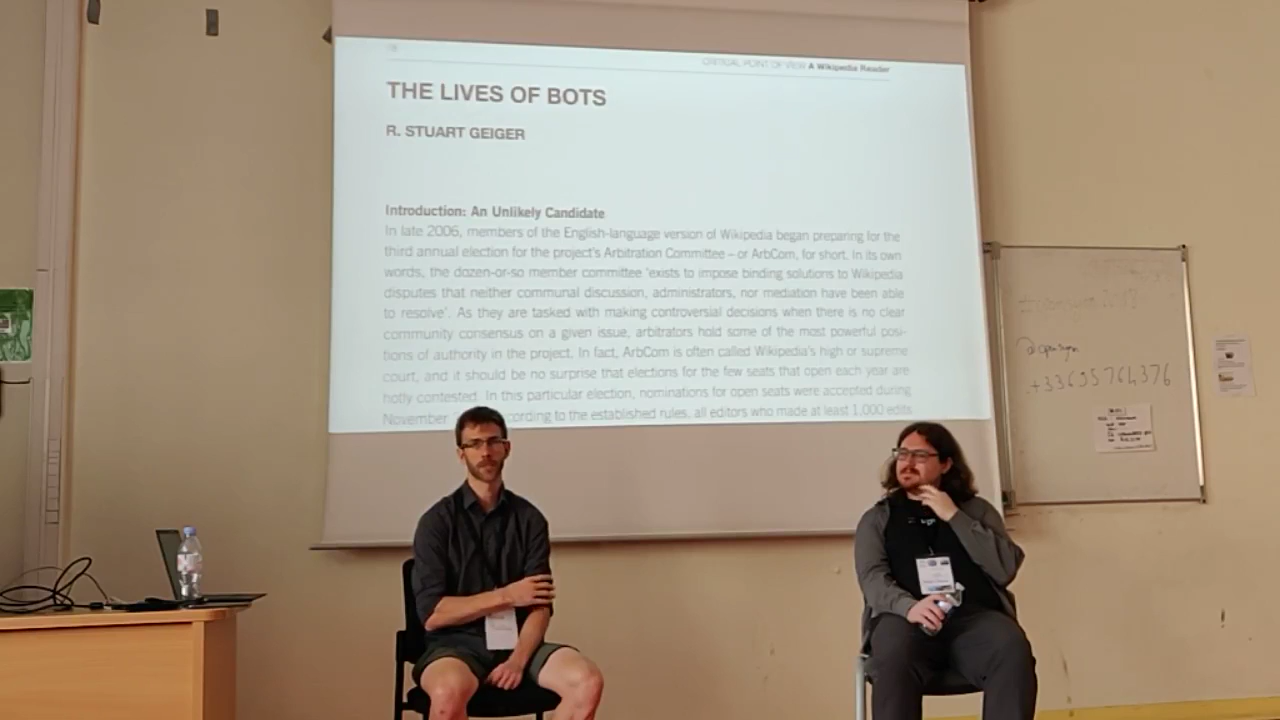 CRITICAL POINT OF VIEW A Wikipedia Reader
THE LIVES OF BOTS
R. STUART GEIGER
Introduction: An Unlikely Candidate
In late 2006, members of the English-language version of Wikipedia began preparing for the
third annual election for the project's Arbitration Committee – or ArbCom, for short. In its own
words, the dozen-or-so member committee 'exists to impose binding solutions to Wikipedia
disputes that neither communal discussion, administrators, nor mediation have been able
to resolve'. As they are tasked with making controversial decisions when there is no clear
community consensus on a given issue, arbitrators hold some of the most powerful posi-
tions of authority in the project. In fact, ArbCom is often called Wikipedia's high or supreme
court, and it should be no surprise that elections for the few seats that open each year are
hotly contested. In this particular election, nominations for open seats were accepted during
November cording to the established rules, all editors who made at least 1,000 edits
+33695764376